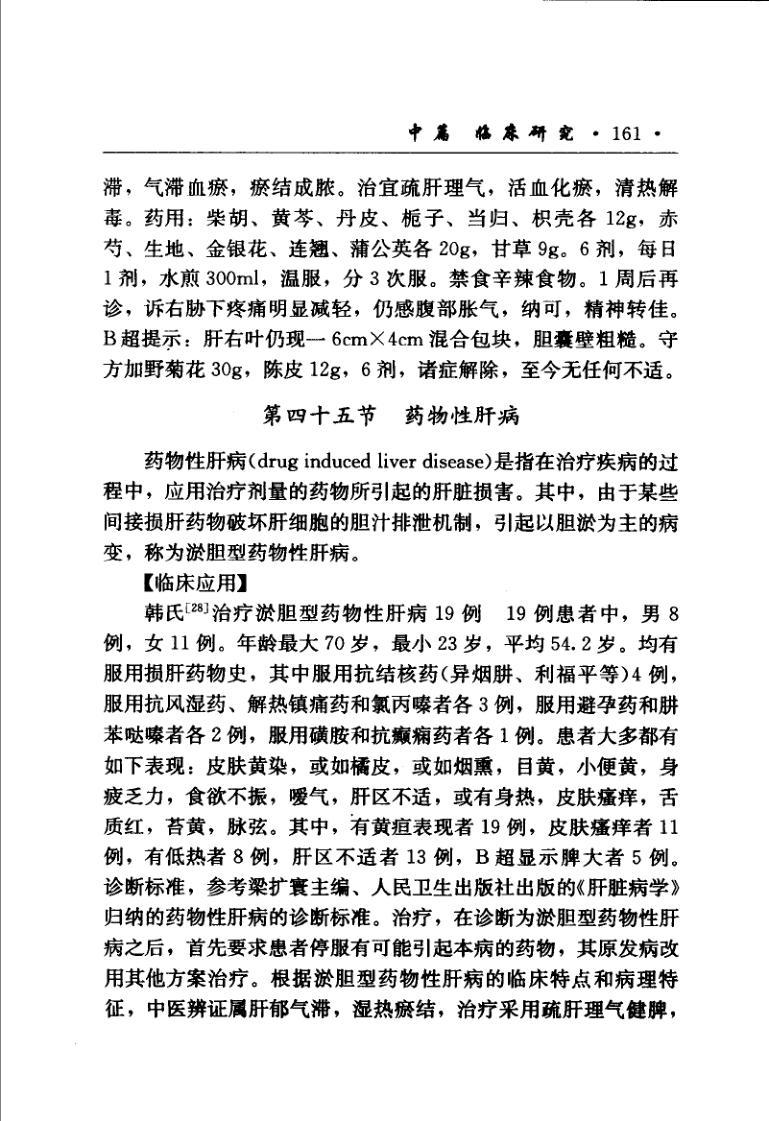 中篇 临床研究 · 161 ·
滞，气滞血瘀，瘀结成脓。治宜疏肝理气，活血化瘀，清热解
毒。药用：柴胡、黄芩、丹皮、栀子、当归、枳壳各 12g，赤
芍、生地、金银花、连翘、蒲公英各 20g，甘草 9g。6 剂，每日
1 剂，水煎 300ml，温服，分 3 次服。禁食辛辣食物。1 周后再
诊，诉右胁下疼痛明显减轻，仍感腹部胀气，纳可，精神转佳。
B 超提示：肝右叶仍现一 6cm×4cm 混合包块，胆囊壁粗糙。守
方加野菊花 30g，陈皮 12g，6 剂，诸症解除，至今无任何不适。
第四十五节 药物性肝病
药物性肝病(drug induced liver disease)是指在治疗疾病的过
程中，应用治疗剂量的药物所引起的肝脏损害。其中，由于某些
间接损肝药物破坏肝细胞的胆汁排泄机制，引起以胆淤为主的病
变，称为淤胆型药物性肝病。
【临床应用】
韩氏[28]治疗淤胆型药物性肝病 19 例 19 例患者中，男 8
例，女 11 例。年龄最大 70 岁，最小 23 岁，平均 54.2 岁。均有
服用损肝药物史，其中服用抗结核药(异烟肼、利福平等)4 例，
服用抗风湿药、解热镇痛药和氯丙嗪者各 3 例，服用避孕药和肼
苯哒嗪者各 2 例，服用磺胺和抗癫痫药者各 1 例。患者大多都有
如下表现：皮肤黄染，或如橘皮，或如烟熏，目黄，小便黄，身
疲乏力，食欲不振，嗳气，肝区不适，或有身热，皮肤瘙痒，舌
质红，苔黄，脉弦。其中，有黄疸表现者 19 例，皮肤瘙痒者 11
例，有低热者 8 例，肝区不适者 13 例，B 超显示脾大者 5 例。
诊断标准，参考梁扩寰主编、人民卫生出版社出版的《肝脏病学》
归纳的药物性肝病的诊断标准。治疗，在诊断为淤胆型药物性肝
病之后，首先要求患者停服有可能引起本病的药物，其原发病改
用其他方案治疗。根据淤胆型药物性肝病的临床特点和病理特
征，中医辨证属肝郁气滞，湿热瘀结，治疗采用疏肝理气健脾，